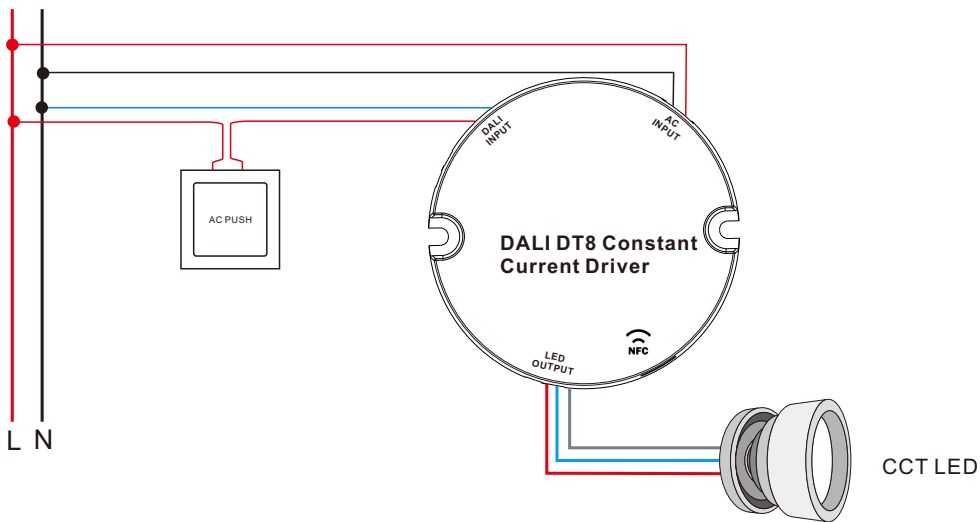 DALI
INPUT
AC
INPUT
AC PUSH
DALI DT8 Constant
Current Driver
NFC
LED
OUTPUT
L N
CCT LED